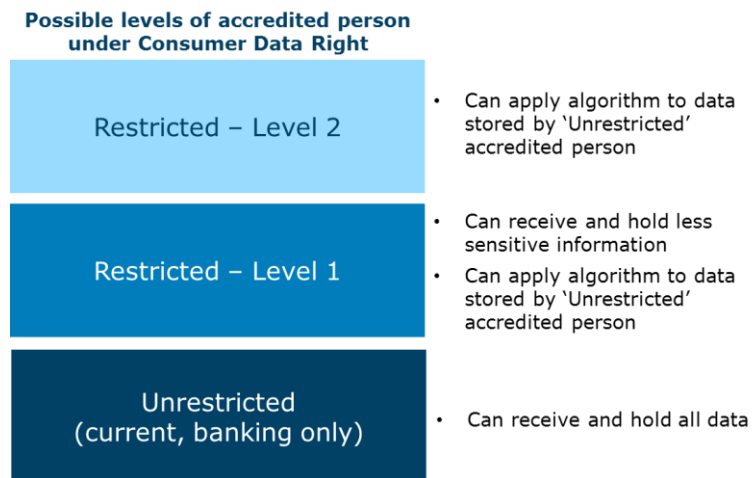 Possible levels of accredited person
under Consumer Data Right
Restricted – Level 2
• Can apply algorithm to data
stored by ‘Unrestricted’
accredited person
Restricted – Level 1
• Can receive and hold less
sensitive information
• Can apply algorithm to data
stored by ‘Unrestricted’
accredited person
Unrestricted
(current, banking only)
• Can receive and hold all data